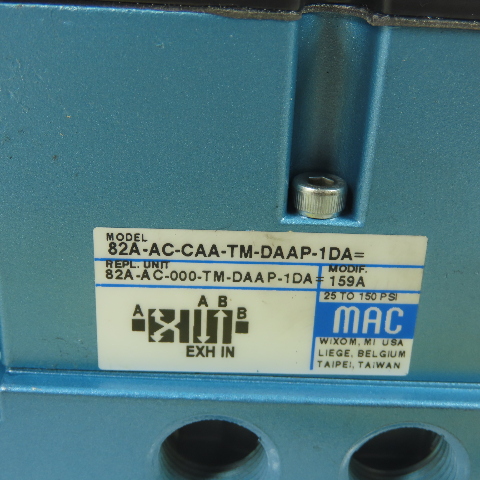 MODEL
82A-AC-CAA-TM-DAAP-1DA=
REPL. UNIT
MODIF.
82A-AC-000-TM-DAAP-1DA=
159A
25 TO 150 PSI
A B
A B
EXH IN
MAC
WIXOM, MI USA
LIEGE, BELGIUM
TAIPEI, TAIWAN